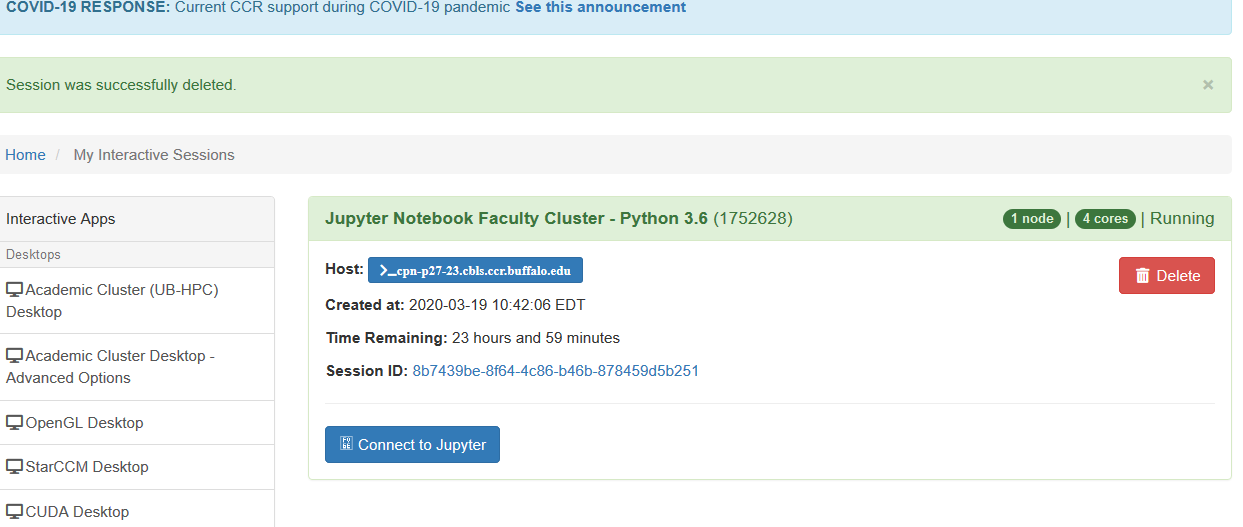 COVID-19 RESPONSE: Current CCR support during COVID-19 pandemic See this announcement
Session was successfully deleted. ×
Home / My Interactive Sessions
Interactive Apps
Desktops
Academic Cluster (UB-HPC)
Desktop
Academic Cluster Desktop -
Advanced Options
OpenGL Desktop
StarCCM Desktop
CUDA Desktop
Jupyter Notebook Faculty Cluster - Python 3.6 (1752628) 1 node | 4 cores | Running
Host: >_cpn-p27-23.cbls.ccr.buffalo.edu
Delete
Created at: 2020-03-19 10:42:06 EDT
Time Remaining: 23 hours and 59 minutes
Session ID: 8b7439be-8f64-4c86-b46b-878459d5b251
Connect to Jupyter